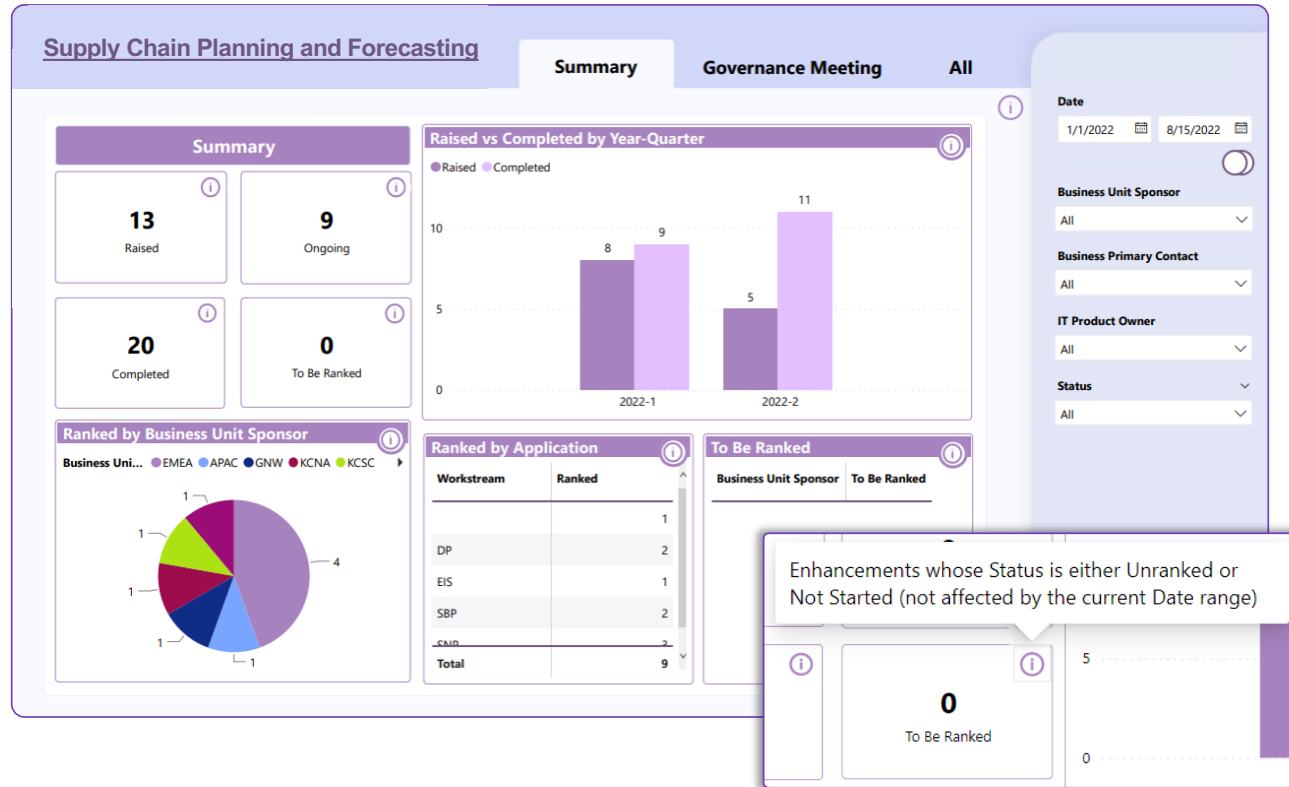 Supply Chain Planning and Forecasting
Summary
Governance Meeting
All
Summary
13
Raised
9
Ongoing
20
Completed
0
To Be Ranked
Raised vs Completed by Year-Quarter
Raised Completed
10
5
0
8
9
5
11
2022-1
2022-2
Ranked by Business Unit Sponsor
Business Uni... EMEA APAC GNW KCNA KCSC
1
1
1
1
1
4
Ranked by Application
Workstream Ranked
1
DP 2
EIS 1
SBP 2
Total 9
To Be Ranked
Business Unit Sponsor To Be Ranked
Date
1/1/2022 8/15/2022
Business Unit Sponsor
All
Business Primary Contact
All
IT Product Owner
All
Status
All
Enhancements whose Status is either Unranked or
Not Started (not affected by the current Date range)
0
To Be Ranked
5
0